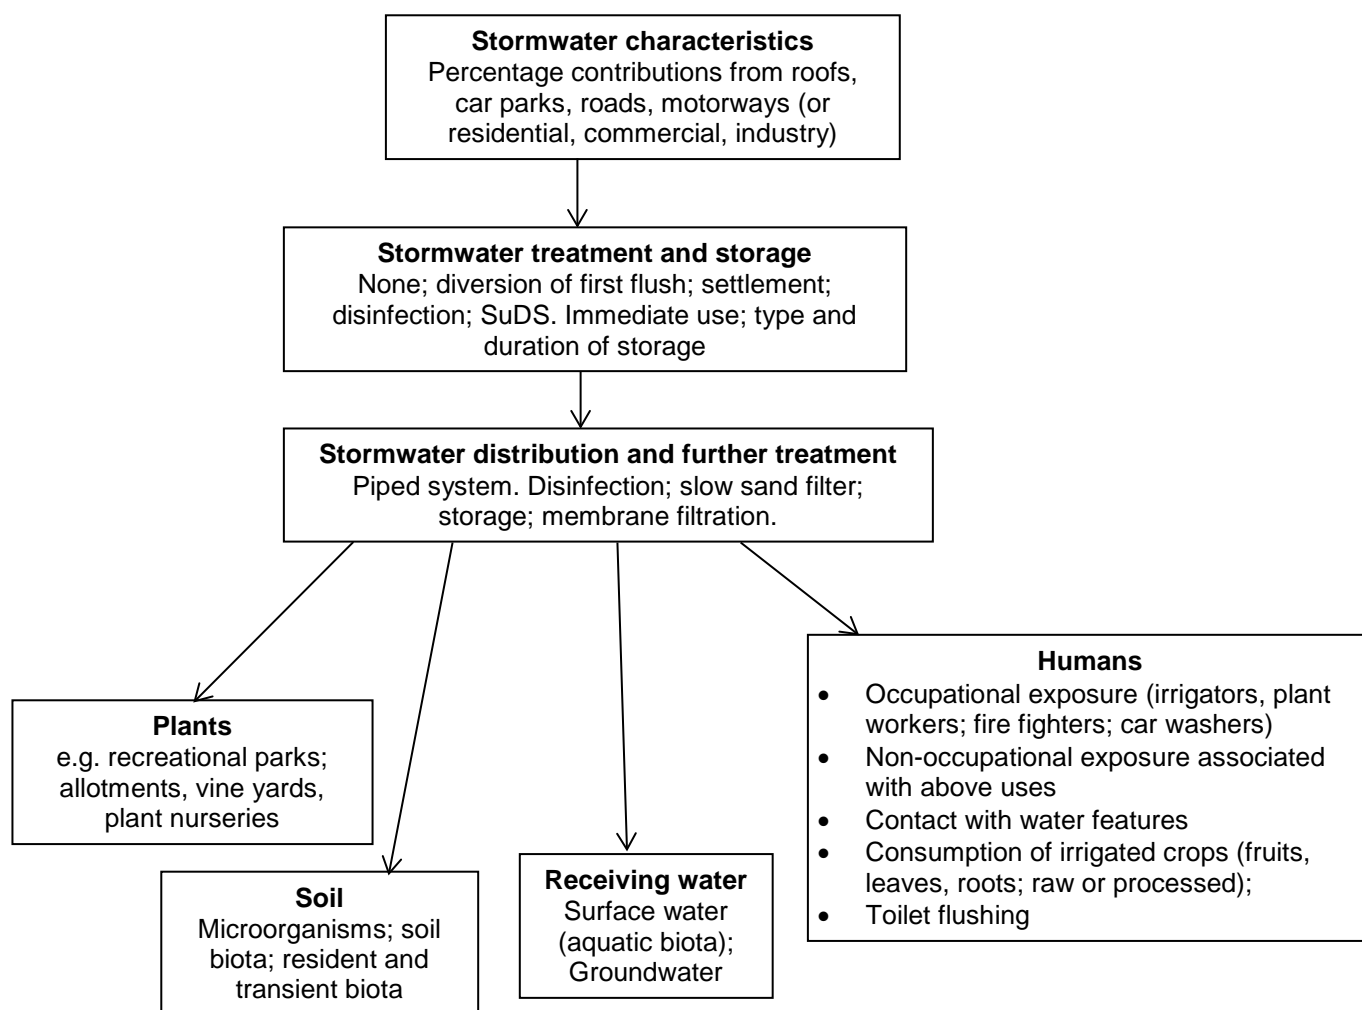 Stormwater characteristics
Percentage contributions from roofs,
car parks, roads, motorways (or
residential, commercial, industry)
Stormwater treatment and storage
None; diversion of first flush; settlement;
disinfection; SuDS. Immediate use; type and
duration of storage
Stormwater distribution and further treatment
Piped system. Disinfection; slow sand filter;
storage; membrane filtration.
Plants
e.g. recreational parks;
allotments, vine yards,
plant nurseries
Soil
Microorganisms; soil
biota; resident and
transient biota
Receiving water
Surface water
(aquatic biota);
Groundwater
Humans
• Occupational exposure (irrigators, plant
workers; fire fighters; car washers)
• Non-occupational exposure associated
with above uses
• Contact with water features
• Consumption of irrigated crops (fruits,
leaves, roots; raw or processed);
• Toilet flushing